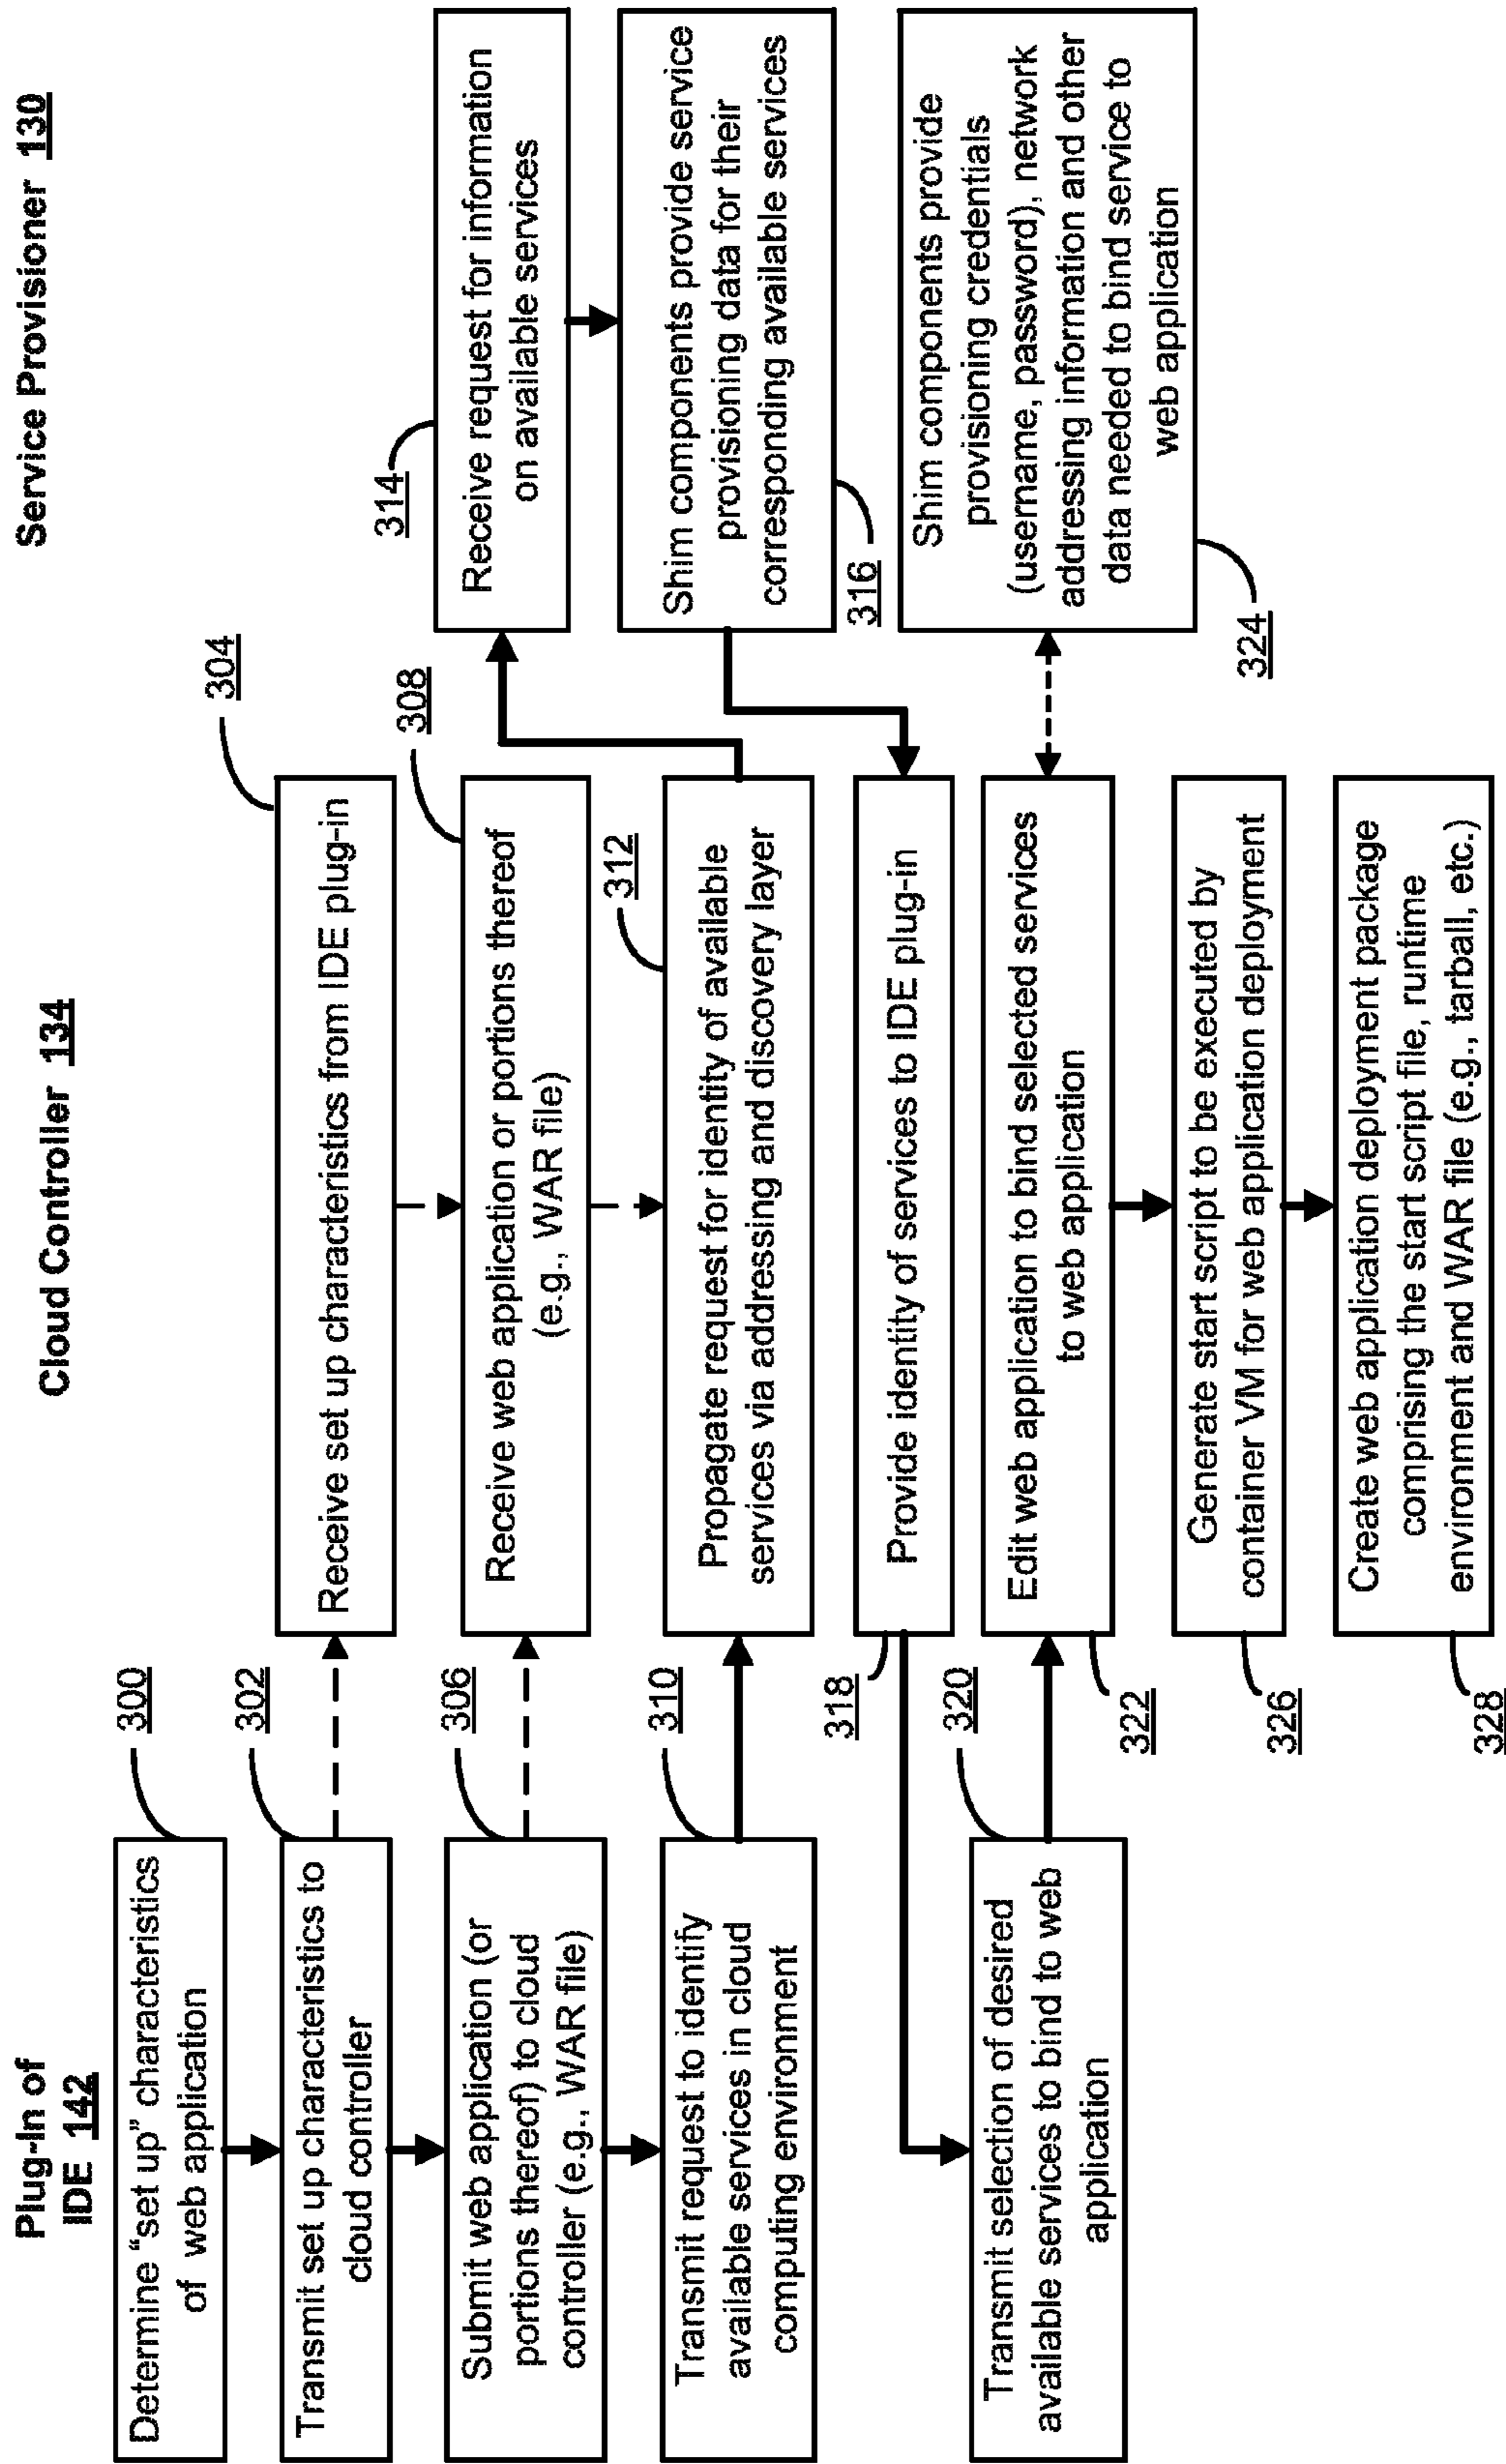 Plug-In of
IDE 142
Cloud Controller 134
Service Provisioner 130
Determine “set up” characteristics
of web application
300
Transmit set up characteristics to
cloud controller
302
Receive set up characteristics from IDE plug-in
304
Submit web application (or
portions thereof) to cloud
controller (e.g., WAR file)
306
Receive web application or portions thereof
(e.g., WAR file)
308
Transmit request to identify
available services in cloud
computing environment
310
Propagate request for identity of available
services via addressing and discovery layer
312
Receive request for information
on available services
314
Shim components provide service
provisioning data for their
corresponding available services
316
Provide identity of services to IDE plug-in
318
Transmit selection of desired
available services to bind to web
application
320
Edit web application to bind selected services
to web application
322
Shim components provide
provisioning credentials
(username, password), network
addressing information and other
data needed to bind service to
web application
324
Generate start script to be executed by
container VM for web application deployment
326
Create web application deployment package
comprising the start script file, runtime
environment and WAR file (e.g., tarball, etc.)
328